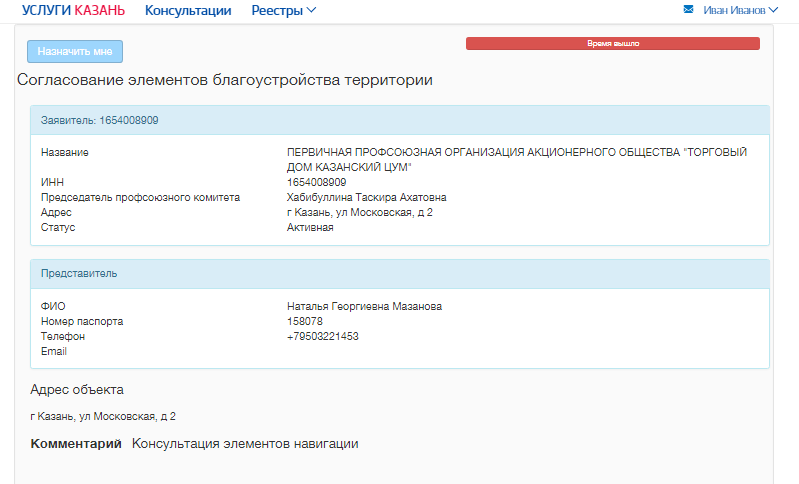 УСЛУГИ КАЗАНЬ Консультации Реестры Иван Иванов
Назначить мне Время вышло
Согласование элементов благоустройства территории
Заявитель: 1654008909
Название ПЕРВИЧНАЯ ПРОФСОЮЗНАЯ ОРГАНИЗАЦИЯ АКЦИОНЕРНОГО ОБЩЕСТВА "ТОРГОВЫЙ
ДОМ КАЗАНСКИЙ ЦУМ"
ИНН 1654008909
Председатель профсоюзного комитета Хабибуллина Таскира Ахатовна
Адрес г Казань, ул Московская, д 2
Статус Активная
Представитель
ФИО Наталья Георгиевна Мазанова
Номер паспорта 158078
Телефон +79503221453
Email
Адрес объекта
г Казань, ул Московская, д 2
Комментарий Консультация элементов навигации